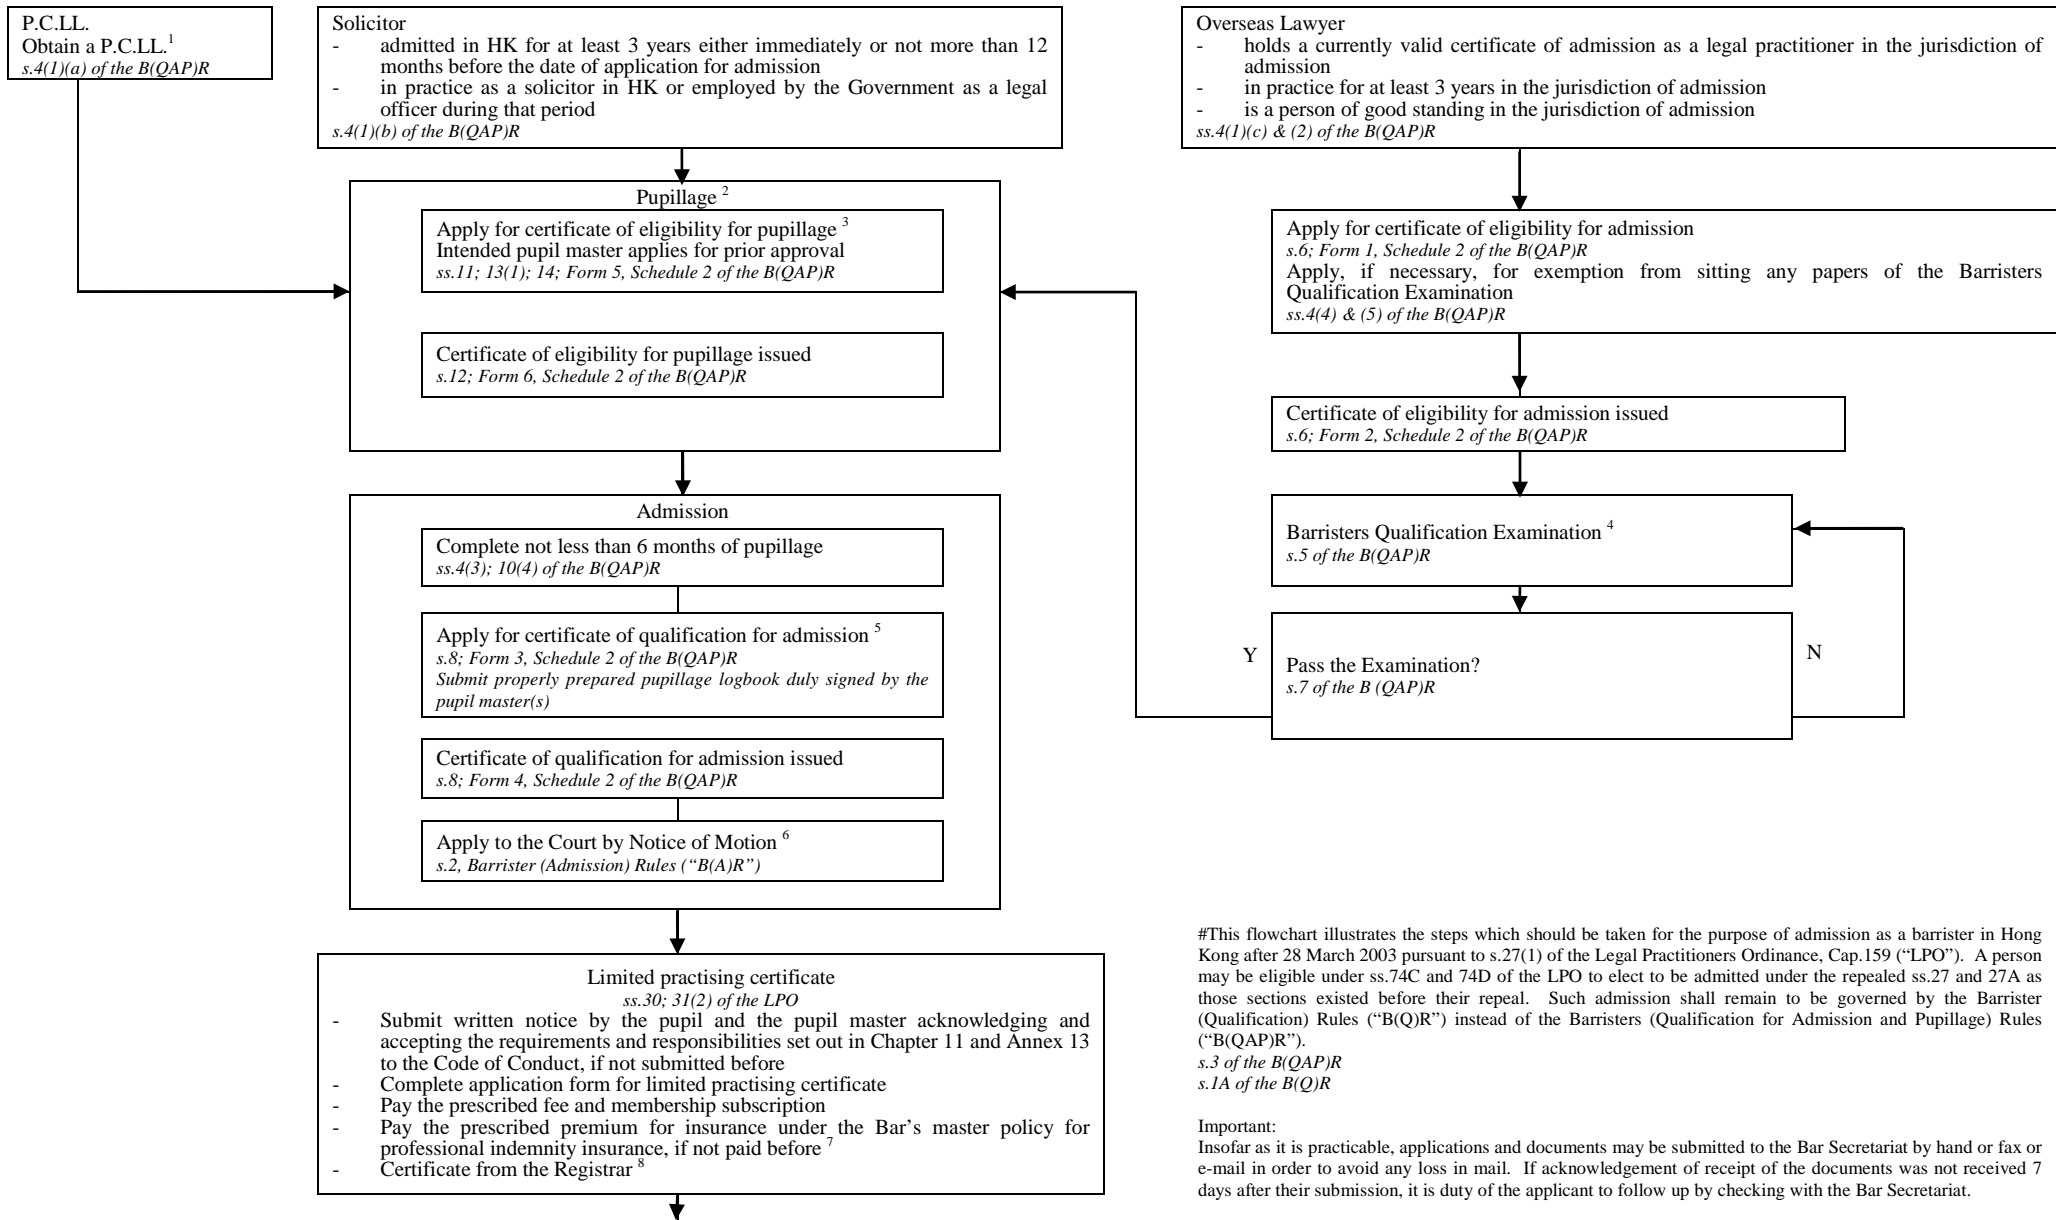 P.C.LL.
Obtain a P.C.LL.1
s.4(1)(a) of the B(QAP)R
Solicitor
- admitted in HK for at least 3 years either immediately or not more than 12
months before the date of application for admission
- in practice as a solicitor in HK or employed by the Government as a legal
officer during that period
s.4(1)(b) of the B(QAP)R
Overseas Lawyer
- holds a currently valid certificate of admission as a legal practitioner in the jurisdiction of
admission
- in practice for at least 3 years in the jurisdiction of admission
- is a person of good standing in the jurisdiction of admission
ss.4(1)(c) & (2) of the B(QAP)R
Pupillage 2
Apply for certificate of eligibility for pupillage 3
Intended pupil master applies for prior approval
ss.11; 13(1); 14; Form 5, Schedule 2 of the B(QAP)R
Certificate of eligibility for pupillage issued
s.12; Form 6, Schedule 2 of the B(QAP)R
Apply for certificate of eligibility for admission
s.6; Form 1, Schedule 2 of the B(QAP)R
Apply, if necessary, for exemption from sitting any papers of the Barristers
Qualification Examination
ss.4(4) & (5) of the B(QAP)R
Certificate of eligibility for admission issued
s.6; Form 2, Schedule 2 of the B(QAP)R
Barristers Qualification Examination 4
s.5 of the B(QAP)R
Y
Pass the Examination?
s.7 of the B (QAP)R
N
Admission
Complete not less than 6 months of pupillage
ss.4(3); 10(4) of the B(QAP)R
Apply for certificate of qualification for admission 5
s.8; Form 3, Schedule 2 of the B(QAP)R
Submit properly prepared pupillage logbook duly signed by the
pupil master(s)
Certificate of qualification for admission issued
s.8; Form 4, Schedule 2 of the B(QAP)R
Apply to the Court by Notice of Motion 6
s.2, Barrister (Admission) Rules (“B(A)R”)
Limited practising certificate
ss.30; 31(2) of the LPO
- Submit written notice by the pupil and the pupil master acknowledging and
accepting the requirements and responsibilities set out in Chapter 11 and Annex 13
to the Code of Conduct, if not submitted before
- Complete application form for limited practising certificate
- Pay the prescribed fee and membership subscription
- Pay the prescribed premium for insurance under the Bar’s master policy for
professional indemnity insurance, if not paid before 7
- Certificate from the Registrar 8
#This flowchart illustrates the steps which should be taken for the purpose of admission as a barrister in Hong
Kong after 28 March 2003 pursuant to s.27(1) of the Legal Practitioners Ordinance, Cap.159 (“LPO”). A person
may be eligible under ss.74C and 74D of the LPO to elect to be admitted under the repealed ss.27 and 27A as
those sections existed before their repeal. Such admission shall remain to be governed by the Barrister
(Qualification) Rules (“B(Q)R”) instead of the Barristers (Qualification for Admission and Pupillage) Rules
(“B(QAP)R”).
s.3 of the B(QAP)R
s.1A of the B(Q)R
Important:
Insofar as it is practicable, applications and documents may be submitted to the Bar Secretariat by hand or fax or
e-mail in order to avoid any loss in mail. If acknowledgement of receipt of the documents was not received 7
days after their submission, it is duty of the applicant to follow up by checking with the Bar Secretariat.